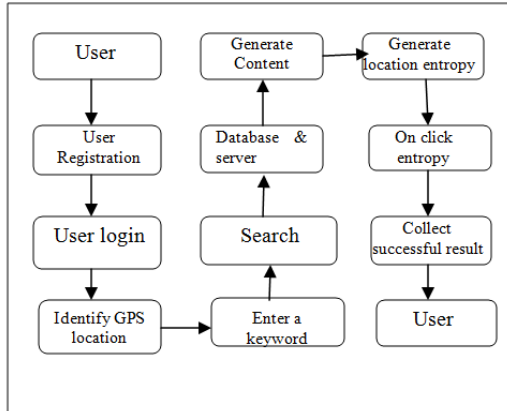 User
User
Registration
User login
Identify GPS
location
Enter a
keyword
Search
Database & 
server
Generate
Content
Generate
location entropy
On click
entropy
Collect
successful result
User